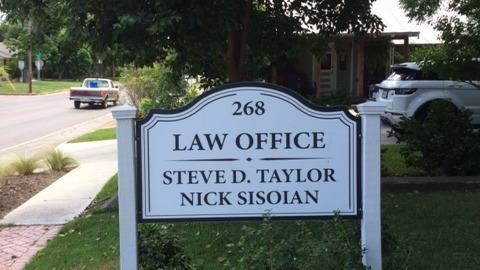 268
LAW OFFICE
STEVE D. TAYLOR
NICK SISOIAN